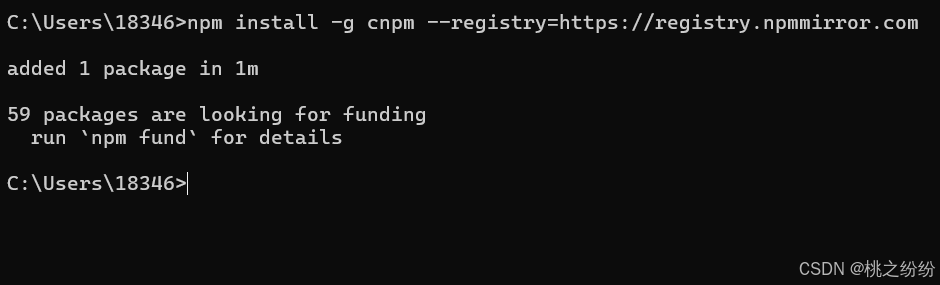 C:\Users\18346>npm install -g cnpm --registry=https://registry.npmmirror.com
added 1 package in 1m
59 packages are looking for funding
  run `npm fund` for details
C:\Users\18346>
CSDN @桃之纷纷